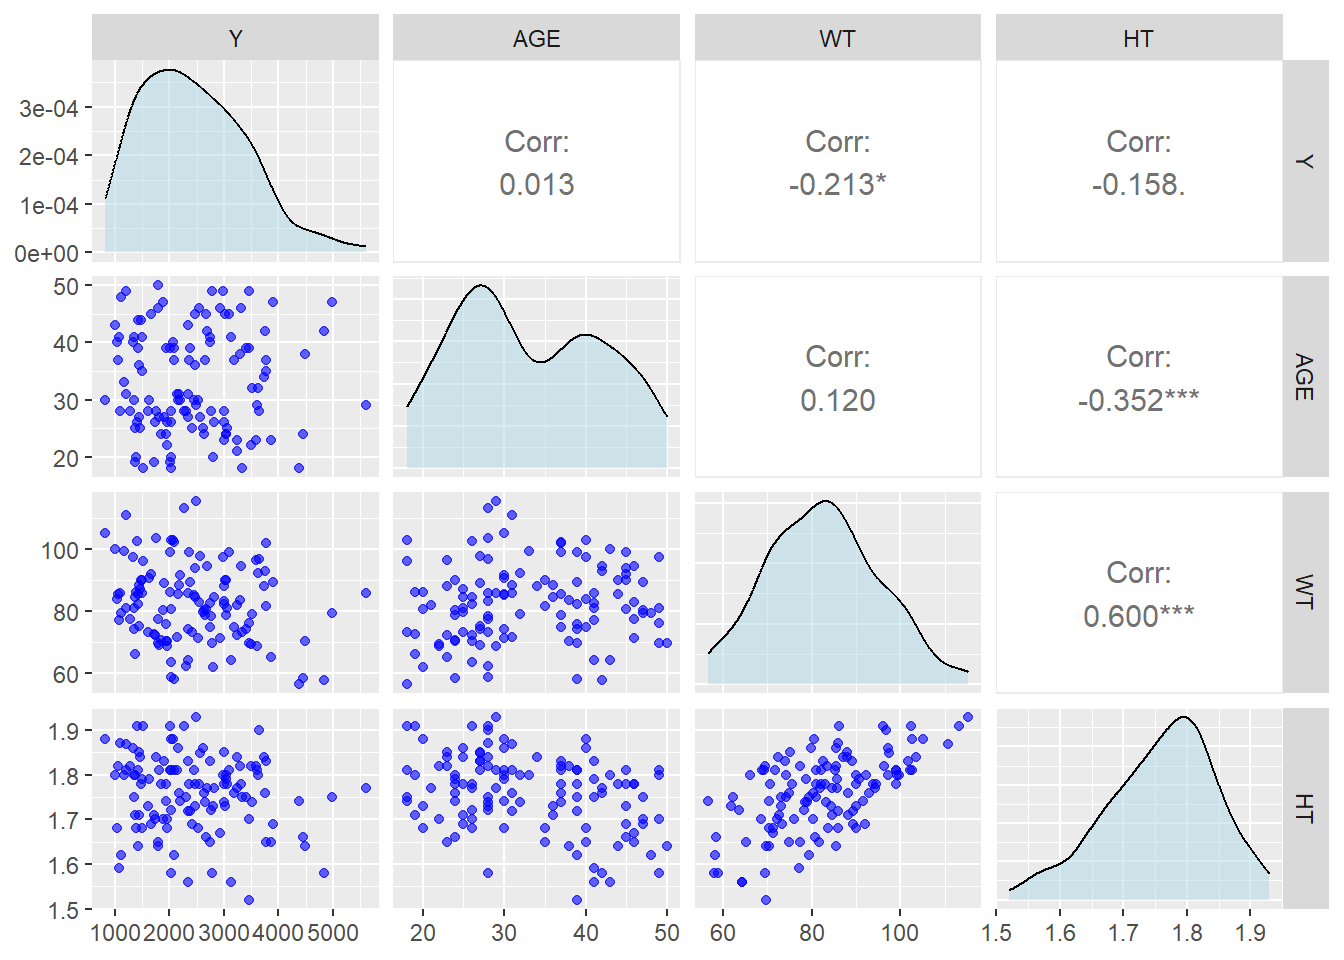 Y AGE WT HT
3e-04
2e-04
1e-04
0e+00
Corr:
0.013
Corr:
-0.213*
Corr:
-0.158.
Y
50
40
30
20
Corr:
0.120
Corr:
-0.352***
AGE
100
80
60
Corr:
0.600***
WT
1.9
1.8
1.7
1.6
1.5
HT
1000 2000 3000 4000 5000 20 30 40 50 60 80 100 1.5 1.6 1.7 1.8 1.9